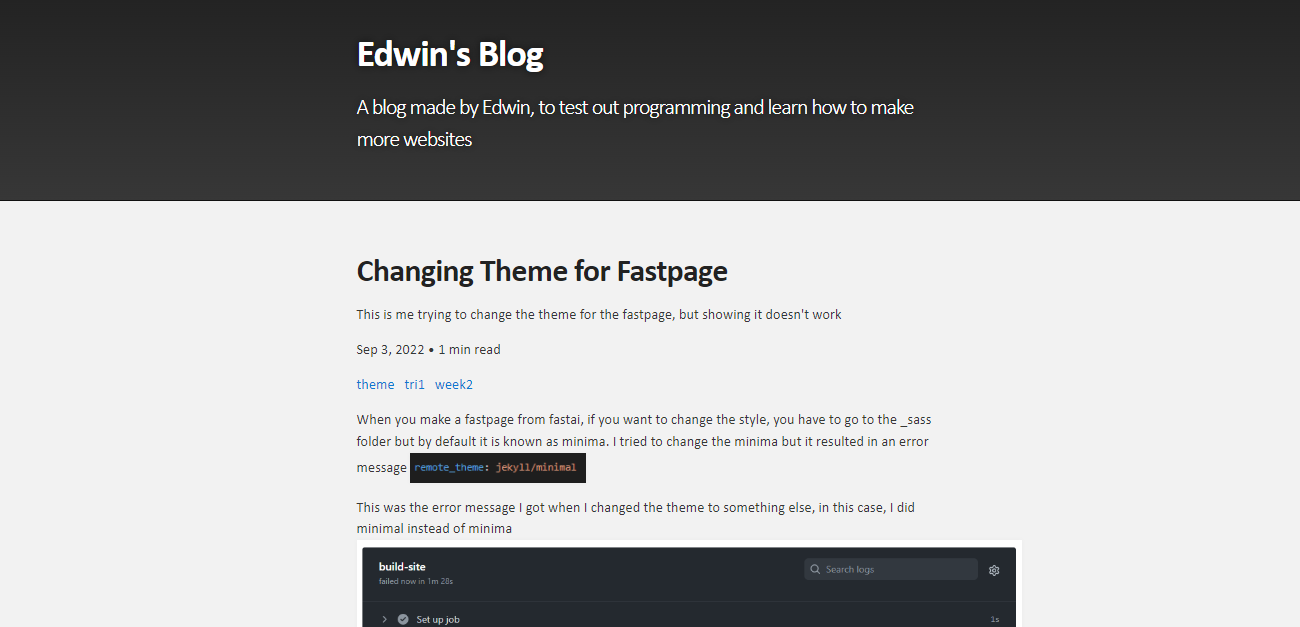 Edwin's Blog
A blog made by Edwin, to test out programming and learn how to make
more websites
Changing Theme for Fastpage
This is me trying to change the theme for the fastpage, but showing it doesn't work
Sep 3, 2022 • 1 min read
theme tri1 week2
When you make a fastpage from fastai, if you want to change the style, you have to go to the _sass
folder but by default it is known as minima. I tried to change the minima but it resulted in an error
message remote_theme: jekyll/minimal
This was the error message I got when I changed the theme to something else, in this case, I did
minimal instead of minima
build-site
Search logs
failed now in 1m 28s
Set up job 1s